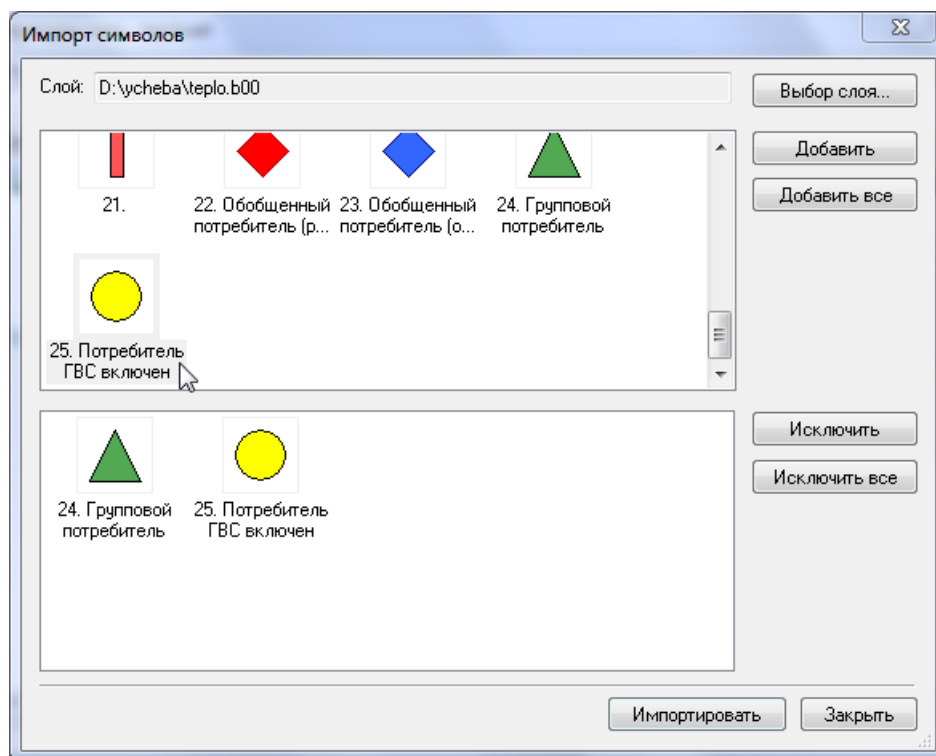 Импорт символов
Слой: D:\ycheba\teplo.b00
Выбор слоя...
Добавить
Добавить все
21.
22. Обобщенный
потребитель (р...
23. Обобщенный
потребитель (о...
24. Групповой
потребитель
25. Потребитель
ГВС включен
24. Групповой
потребитель
25. Потребитель
ГВС включен
Исключить
Исключить все
Импортировать
Закрыть